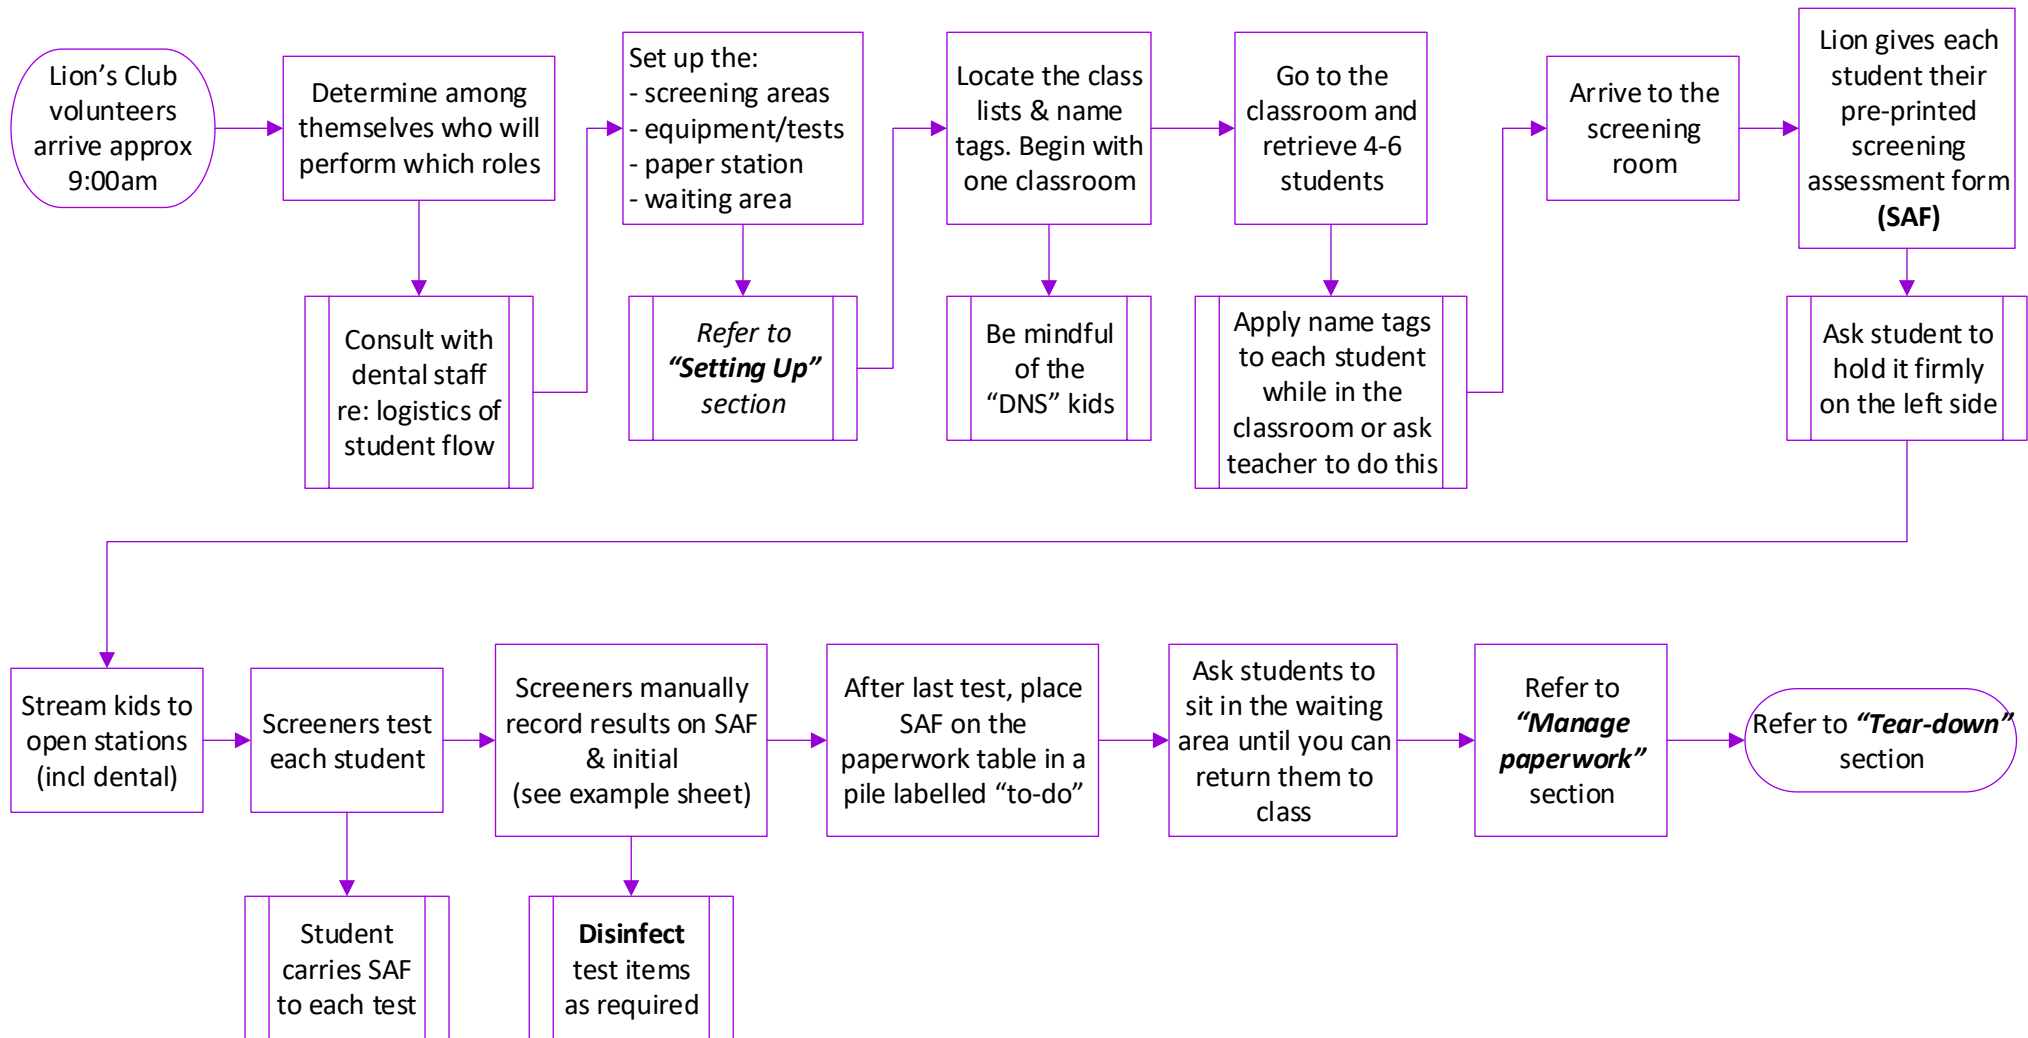 Lion’s Club
volunteers
arrive approx
9:00am
Determine among
themselves who will
perform which roles
Consult with
dental staff
re: logistics of
student flow
Set up the:
- screening areas
- equipment/tests
- paper station
- waiting area
Refer to
“Setting Up”
section
Locate the class
lists & name
tags. Begin with
one classroom
Be mindful
of the
“DNS” kids
Go to the
classroom and
retrieve 4-6
students
Apply name tags
to each student
while in the
classroom or ask
teacher to do this
Arrive to the
screening
room
Lion gives each
student their
pre-printed
screening
assessment form
(SAF)
Ask student to
hold it firmly
on the left side
Stream kids to
open stations
(incl dental)
Screeners test
each student
Student
carries SAF
to each test
Screeners manually
record results on SAF
& initial
(see example sheet)
Disinfect
test items
as required
After last test, place
SAF on the
paperwork table in a
pile labelled “to-do”
Ask students to
sit in the waiting
area until you can
return them to
class
Refer to
“Manage
paperwork”
section
Refer to “Tear-down”
section